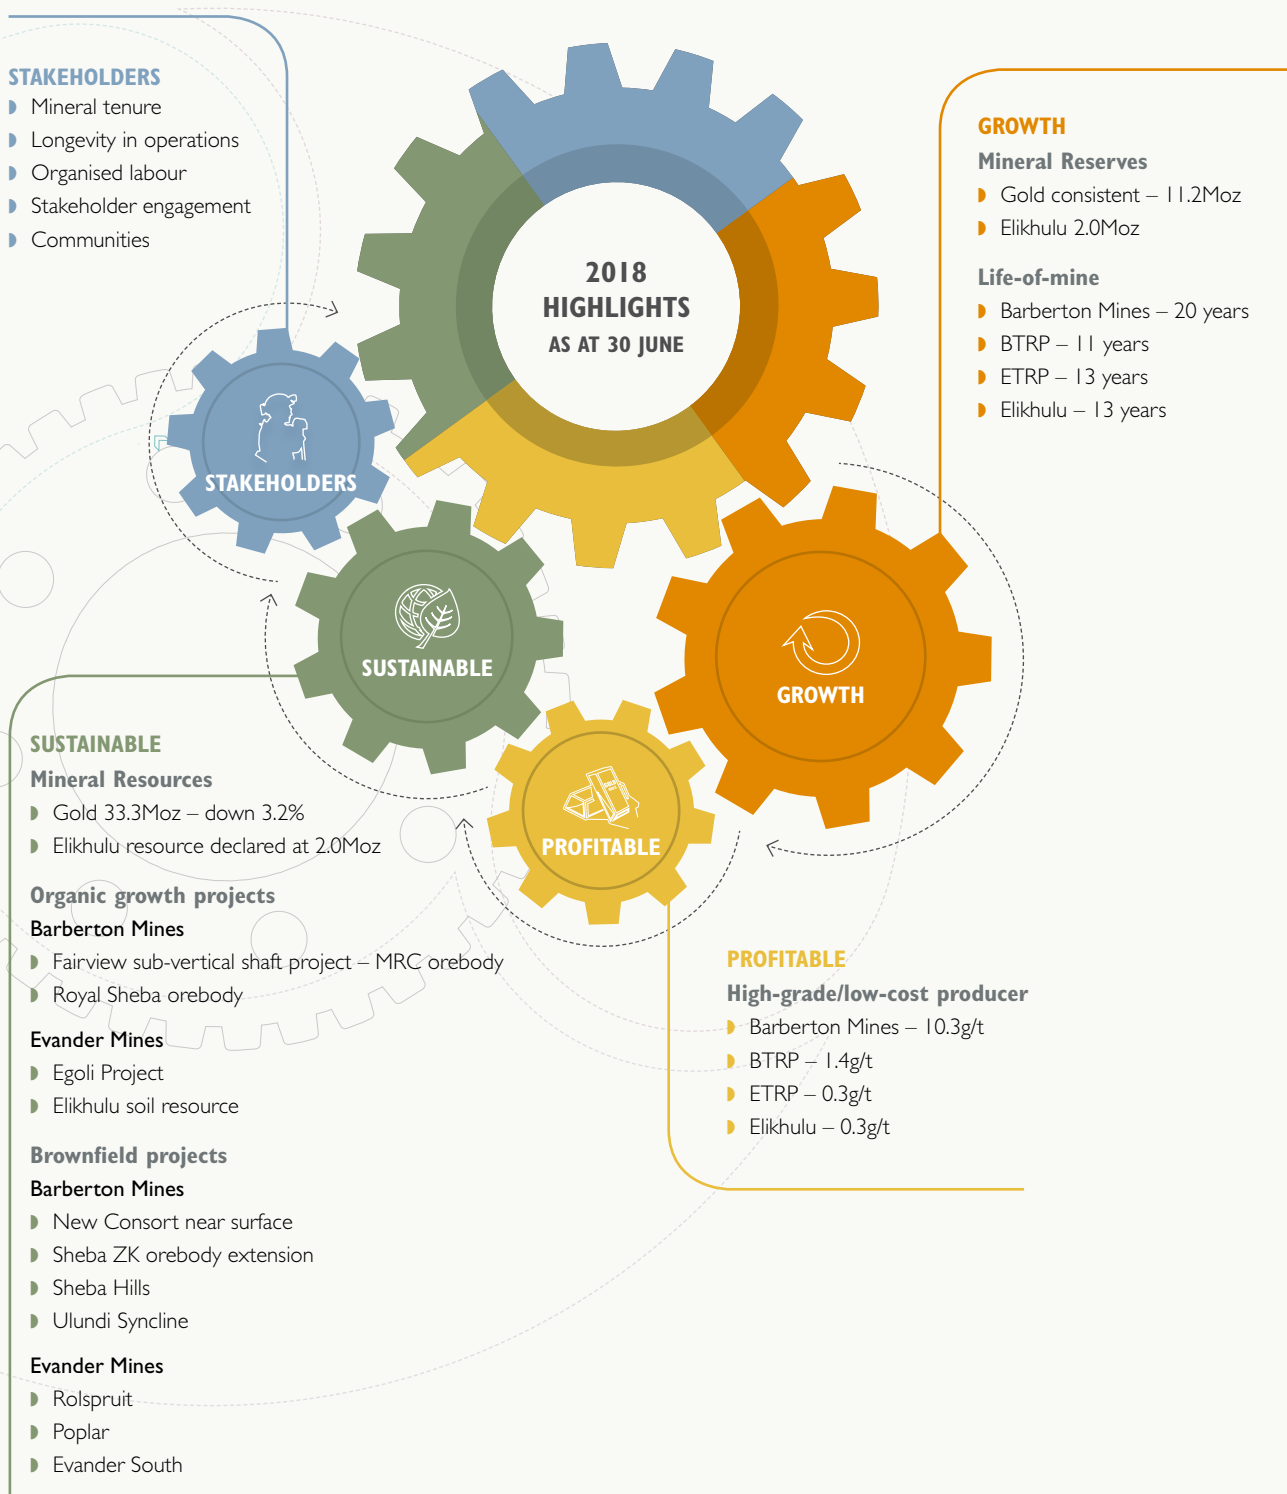 STAKEHOLDERS
Mineral tenure
Longevity in operations
Organised labour
Stakeholder engagement
Communities
2018
HIGHLIGHTS
AS AT 30 JUNE
GROWTH
Mineral Reserves
Gold consistent – 11.2Moz
Elikhulu 2.0Moz
Life-of-mine
Barberton Mines – 20 years
BTRP – 11 years
ETRP – 13 years
Elikhulu – 13 years
STAKEHOLDERS
SUSTAINABLE
GROWTH
PROFITABLE
SUSTAINABLE
Mineral Resources
Gold 33.3Moz – down 3.2%
Elikhulu resource declared at 2.0Moz
Organic growth projects
Barberton Mines
Fairview sub-vertical shaft project – MRC orebody
Royal Sheba orebody
Evander Mines
Egoli Project
Elikhulu soil resource
Brownfield projects
Barberton Mines
New Consort near surface
Sheba ZK orebody extension
Sheba Hills
Ulundi Syncline
Evander Mines
Rolspruit
Poplar
Evander South
PROFITABLE
High-grade/low-cost producer
Barberton Mines – 10.3g/t
BTRP – 1.4g/t
ETRP – 0.3g/t
Elikhulu – 0.3g/t